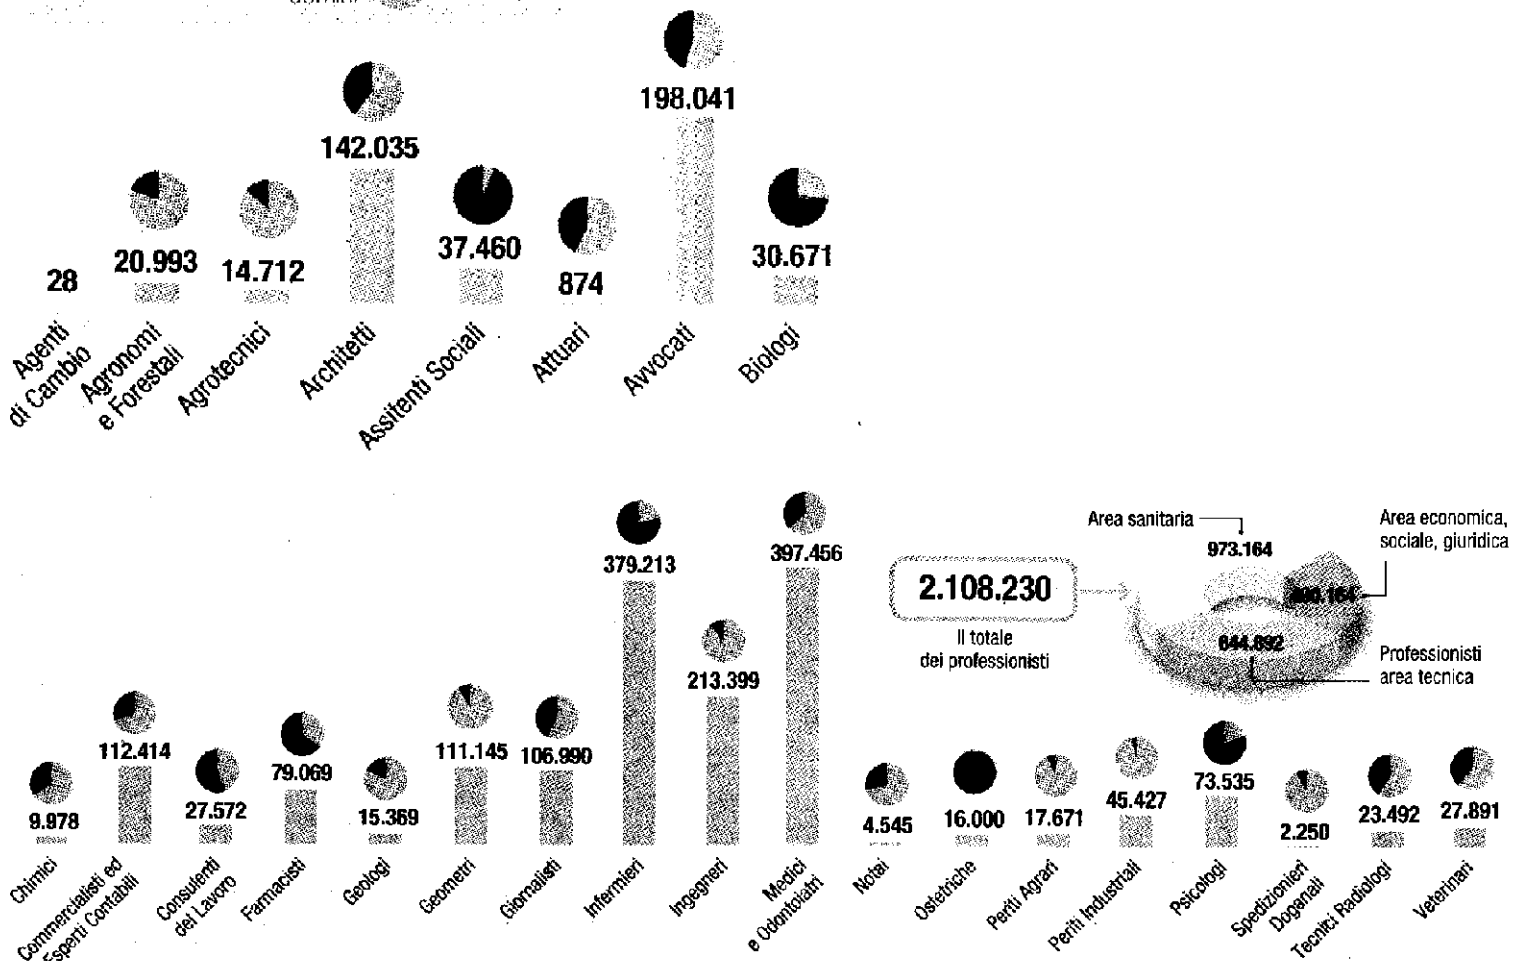 198.041
142.035
37.460
30.671
20.993
14.712
874
28
Agenti
di Cambio
Agronomi
e Forestali
Agrotecnici
Architetti
Assitenti Sociali
Attuari
Avvocati
Biologi
Area sanitaria
973.164
Area economica,
sociale, giuridica
2.108.230
Il totale
dei professionisti
644.892
Professionisti
area tecnica
9.978
112.414
27.572
79.069
15.369
111.145
106.990
379.213
213.399
397.456
4.545
16.000
17.671
45.427
73.535
2.250
23.492
27.891
Chimici
Commercialisti ed
Esperti Contabili
Consulenti
del Lavoro
Farmacisti
Geologi
Geometri
Giornalisti
Infermieri
Ingegneri
Medici
e Odontoiatri
Notai
Ostetriche
Periti Agrari
Periti Industriali
Psicologi
Spedizionieri
Doganali
Tecnici Radiologi
Veterinari